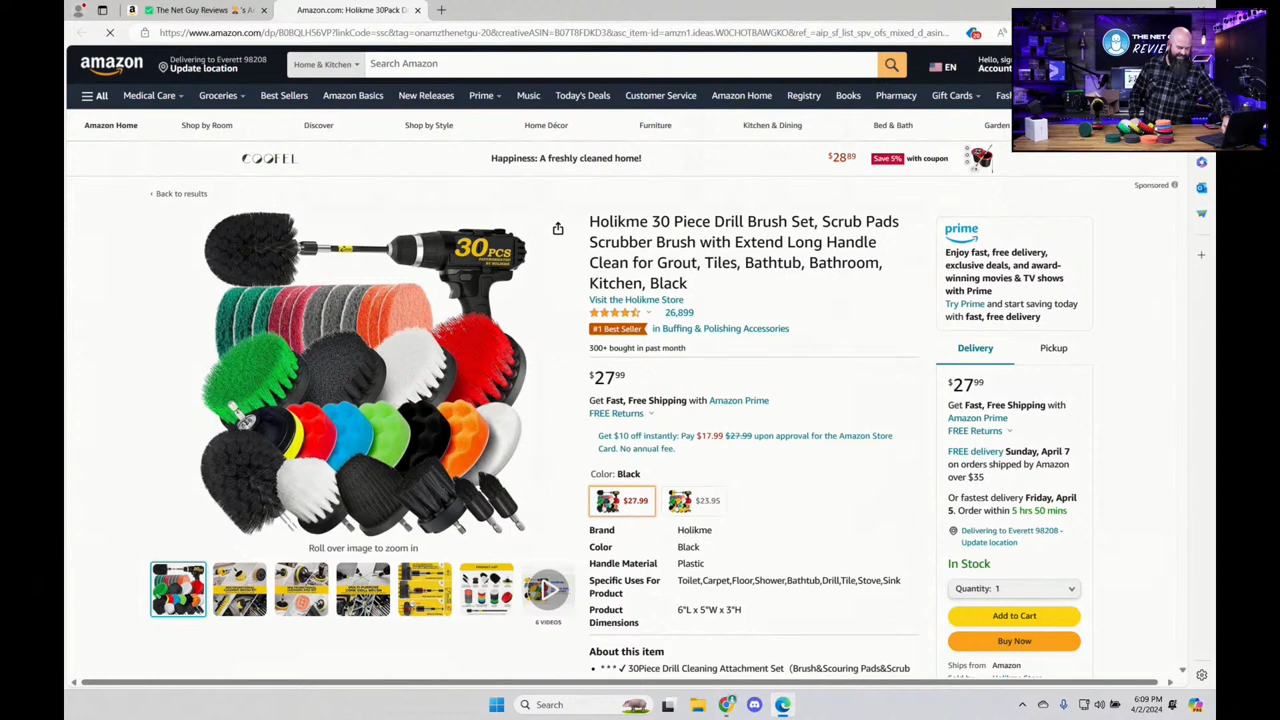 The Net Guy Reviews
's A
Amazon.com: Holikme 30Pack D
https://www.amazon.com/dp/B0BQLH56VP?linkCode=ssc&tag=onamzthenetgu-20&creativeASIN=B07T8FDKD3&asc_item-id=amzn1.ideas.W0CHOT8AWGKO&ref_=aip_sf_list_spv_ofs_mixed_d_asin...
20
THE NET GUY
REVIEWS
amazon
Delivering to Everett 98208
Update location
Home & Kitchen
Search Amazon
EN
Hello, sign
Account
All
Medical Care
Groceries
Best Sellers
Amazon Basics
New Releases
Prime
Music
Today's Deals
Customer Service
Amazon Home
Registry
Books
Pharmacy
Gift Cards
Fash
Amazon Home
Shop by Room
Discover
Shop by Style
Home Décor
Furniture
Kitchen & Dining
Bed & Bath
Garden
COOFEL
Happiness: A freshly cleaned home!
$28 89
Save 5%
with coupon
Sponsored
‹ Back to results
30PCS
Holikme 30 Piece Drill Brush Set, Scrub Pads
Scrubber Brush with Extend Long Handle
Clean for Grout, Tiles, Bathtub, Bathroom,
Kitchen, Black
Visit the Holikme Store
26,899
#1 Best Seller
in Buffing & Polishing Accessories
300+ bought in past month
$27 99
Get Fast, Free Shipping with Amazon Prime
FREE Returns
Get $10 off instantly: Pay $17.99 $27.99 upon approval for the Amazon Store
Card. No annual fee.
Color: Black
$27.99
$23.95
Brand Holikme
Color Black
Handle Material Plastic
Specific Uses For Toilet,Carpet,Floor,Shower,Bathtub,Drill,Tile,Stove,Sink
Product
Product 6"L x 5"W x 3"H
Dimensions
About this item
• * * * ✓ 30Piece Drill Cleaning Attachment Set（Brush&Scouring Pads&Scrub
Roll over image to zoom in
6 VIDEOS
prime
Enjoy fast, free delivery,
exclusive deals, and award-
winning movies & TV shows
with Prime
Try Prime and start saving today
with fast, free delivery
Delivery
Pickup
$27 99
Get Fast, Free Shipping with
Amazon Prime
FREE Returns
FREE delivery Sunday, April 7
on orders shipped by Amazon
over $35
Or fastest delivery Friday, April
5. Order within 5 hrs 50 mins
Delivering to Everett 98208 -
Update location
In Stock
Quantity: 1
Add to Cart
Buy Now
Ships from Amazon
Search
6:09 PM
4/2/2024